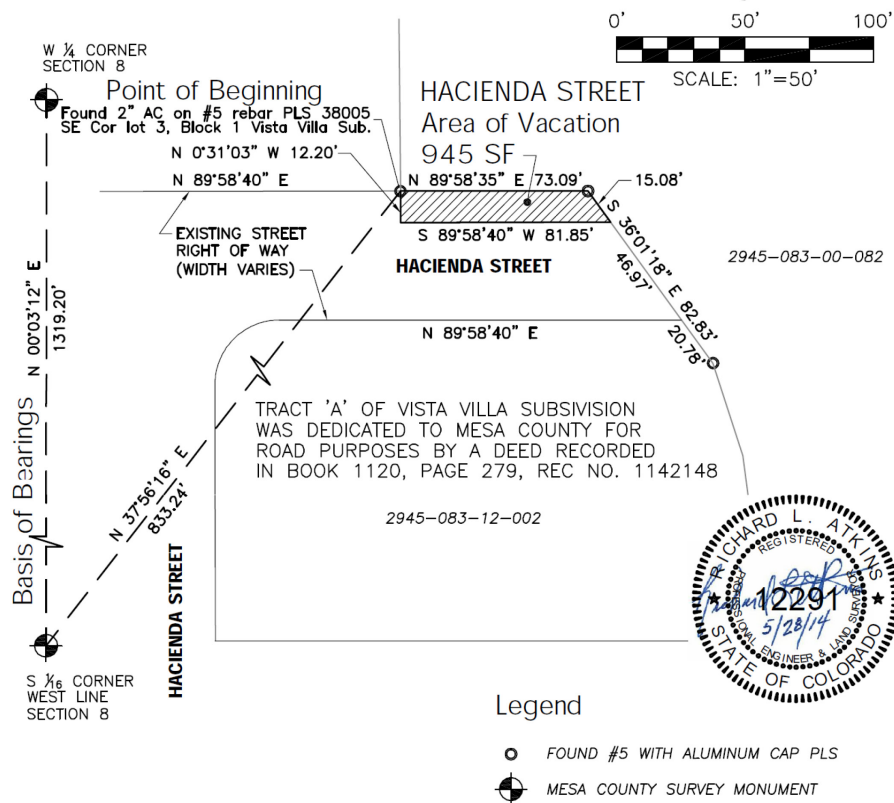 0' 50' 100'
SCALE: 1"=50'
W ¼ CORNER
SECTION 8
Point of Beginning
Found 2" AC on #5 rebar PLS 38005
SE Cor lot 3, Block 1 Vista Villa Sub.
HACIENDA STREET
Area of Vacation
945 SF
N 0°31'03" W 12.20'
N 89°58'40" E
N 89°58'35" E 73.09'
15.08'
S 89°58'40" W 81.85'
S 36°01'18" E 82.83'
46.97'
20.78'
EXISTING STREET
RIGHT OF WAY
(WIDTH VARIES)
HACIENDA STREET
2945-083-00-082
N 89°58'40" E
N 00°03'12" E
1319.20'
Basis of Bearings
N 37°56'16" E
833.24'
TRACT 'A' OF VISTA VILLA SUBSIVISION
WAS DEDICATED TO MESA COUNTY FOR
ROAD PURPOSES BY A DEED RECORDED
IN BOOK 1120, PAGE 279, REC NO. 1142148
2945-083-12-002
HACIENDA STREET
S 1/16 CORNER
WEST LINE
SECTION 8
RICHARD L. ATKINS
REGISTERED
12291
5/28/14
PROFESSIONAL ENGINEER & LAND SURVEYOR
STATE OF COLORADO
Legend
FOUND #5 WITH ALUMINUM CAP PLS
MESA COUNTY SURVEY MONUMENT